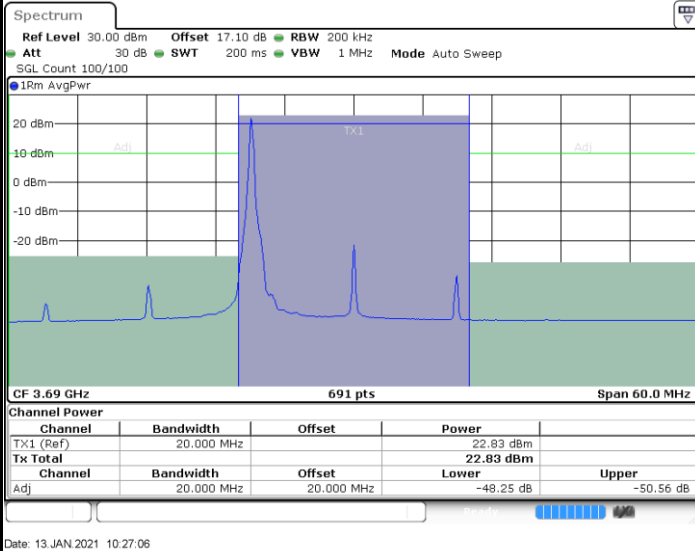 Spectrum
Ref Level 30.00 dBm Offset 17.10 dB RBW 200 kHz
Att 30 dB SWT 200 ms VBW 1 MHz Mode Auto Sweep
SGL Count 100/100
1Rm AvgPwr
20 dBm
TX1
10 dBm Adj Adj
0 dBm
-10 dBm
-20 dBm
CF 3.69 GHz 691 pts Span 60.0 MHz
Channel Power
Channel Bandwidth Offset Power
TX1 (Ref) 20.000 MHz 22.83 dBm
Tx Total 22.83 dBm
Channel Bandwidth Offset Lower Upper
Adj 20.000 MHz 20.000 MHz -48.25 dB -50.56 dB
Ready
Date: 13.JAN.2021 10:27:06